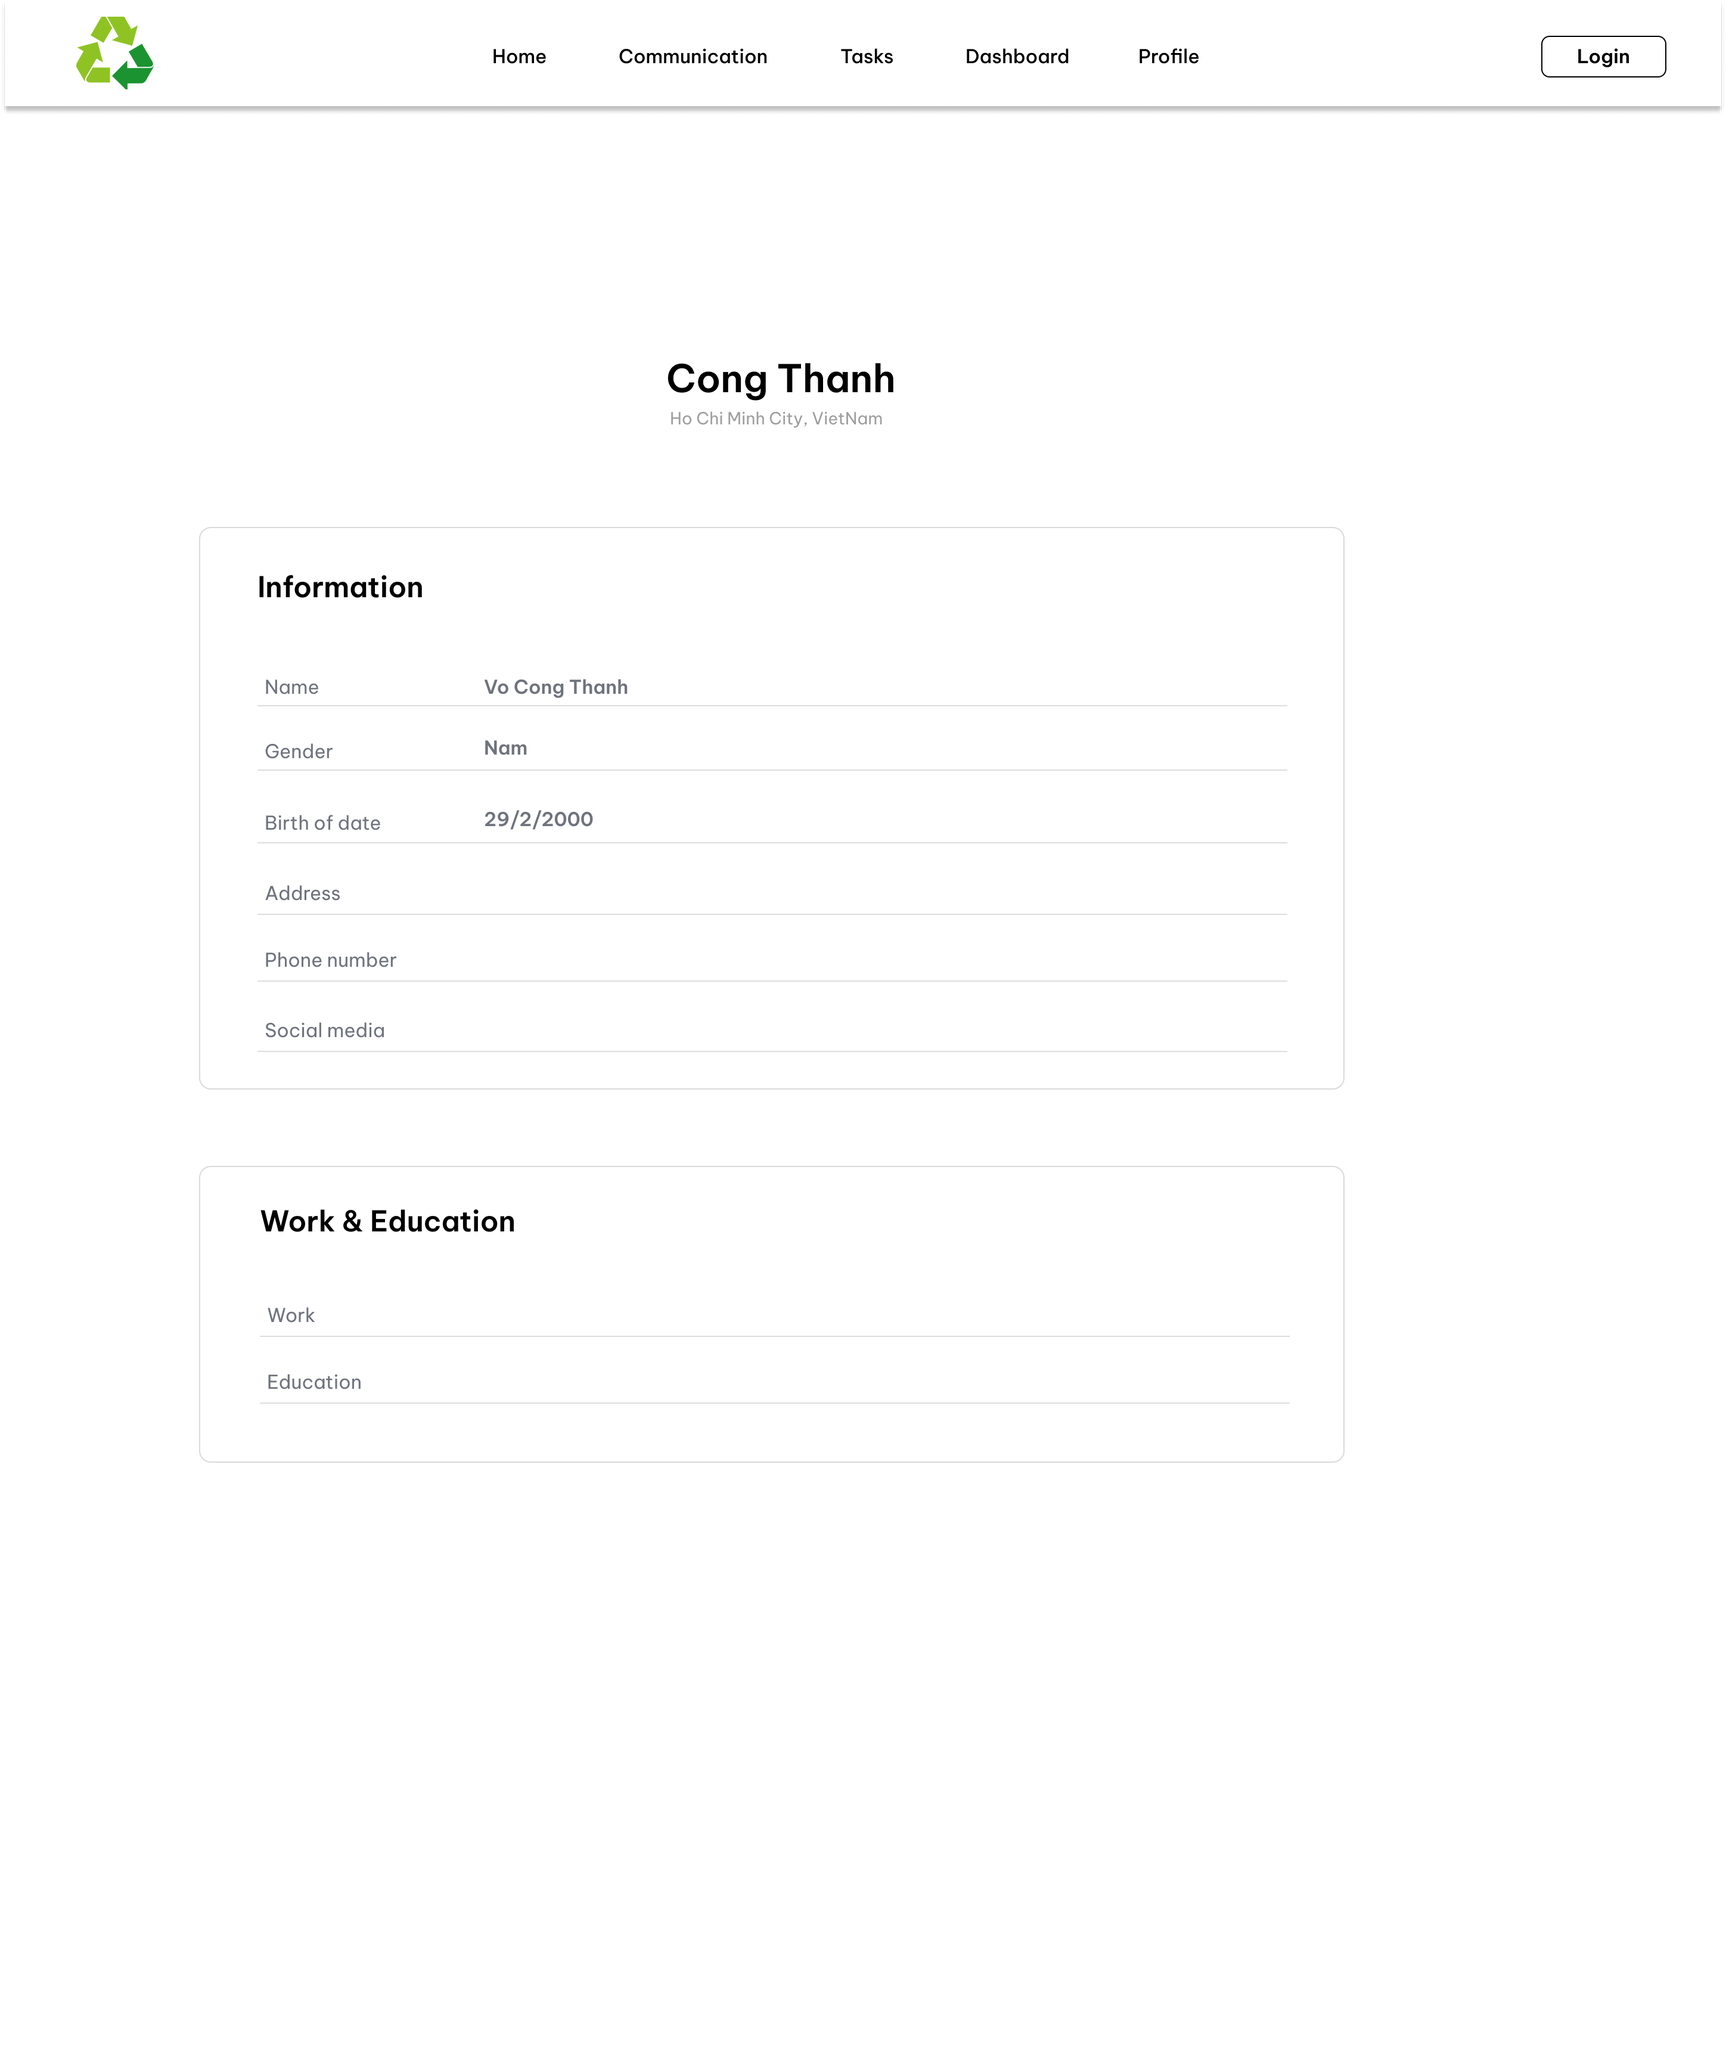 Home Communication Tasks Dashboard Profile Login
Cong Thanh
Ho Chi Minh City, VietNam
Information
Name Vo Cong Thanh
Gender Nam
Birth of date 29/2/2000
Address
Phone number
Social media
Work & Education
Work
Education